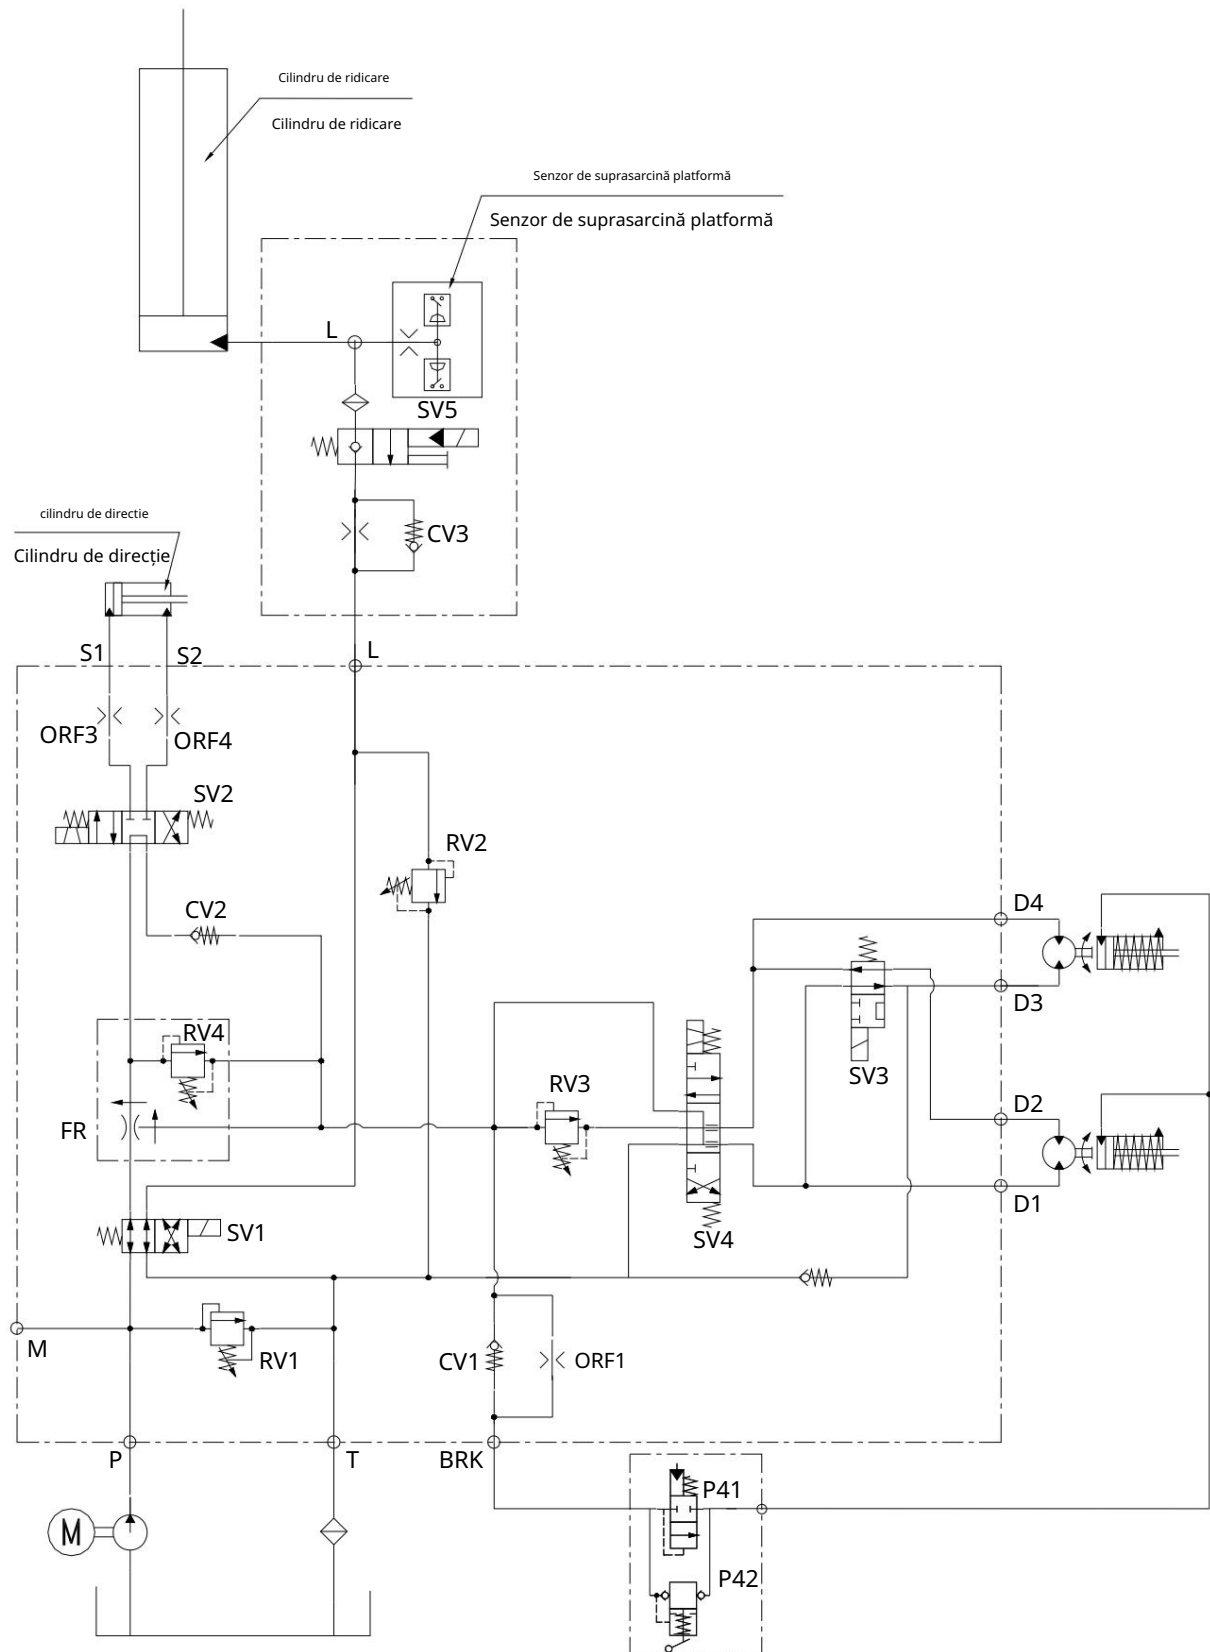 Cilindru de ridicare
Cilindru de ridicare
Senzor de suprasarcină platformă
Senzor de suprasarcină platformă
L
SV5
CV3
cilindru de directie
Cilindru de direcție
S1
S2
L
ORF3
ORF4
SV2
RV2
CV2
D4
D3
RV4
SV3
RV3
FR
D2
D1
SV1
SV4
M
RV1
CV1
ORF1
P
T
BRK
P41
M
P42